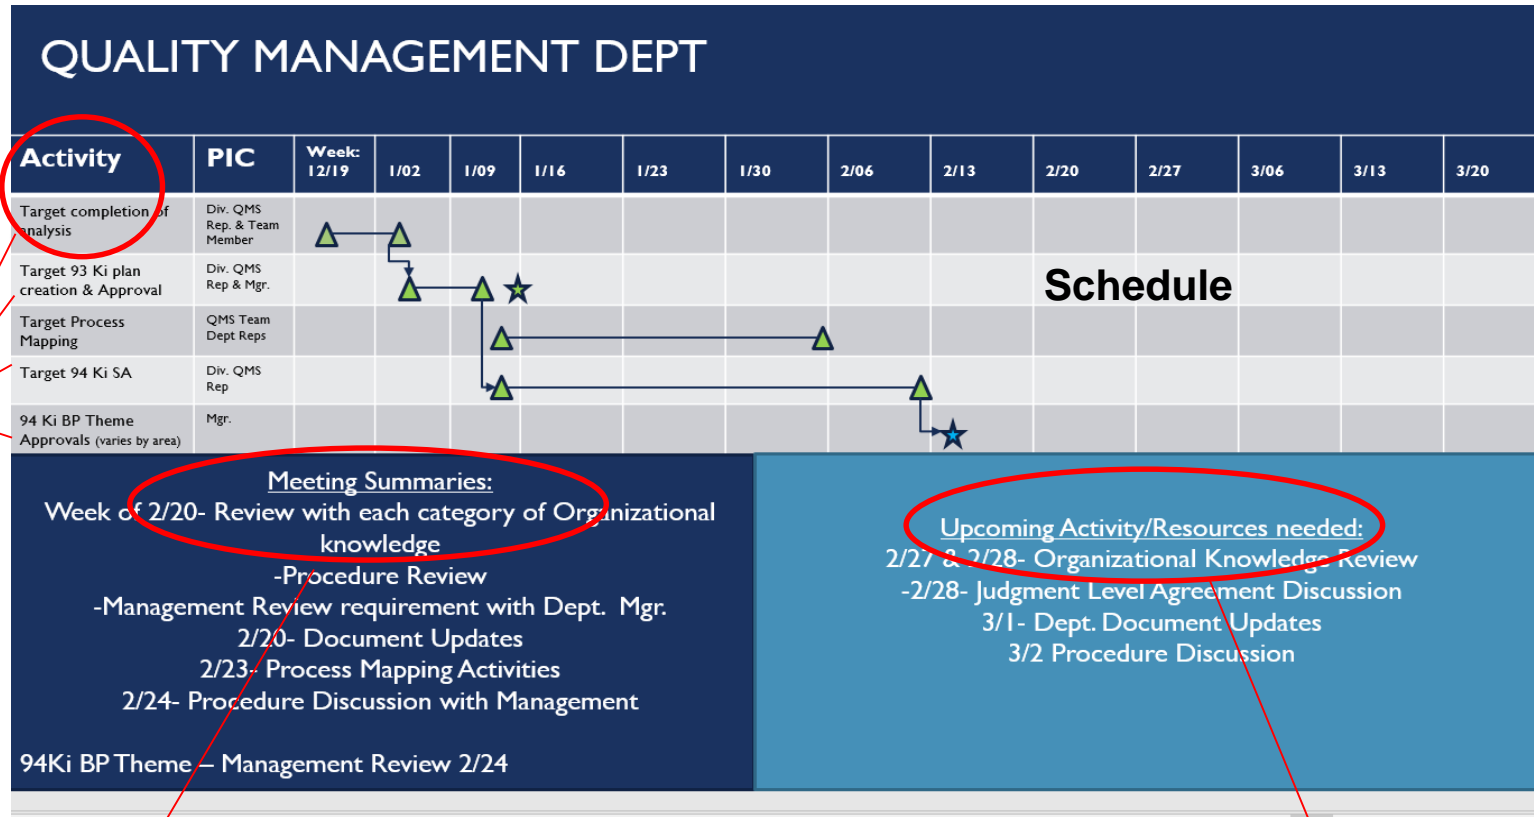 QUALITY MANAGEMENT DEPT
Activity PIC Week: 12/19 1/02 1/09 1/16 1/23 1/30 2/06 2/13 2/20 2/27 3/06 3/13 3/20
Target completion of
analysis
Div. QMS
Rep. & Team
Member
Target 93 Ki plan
creation & Approval
Div. QMS
Rep & Mgr.
Schedule
Target Process
Mapping
QMS Team
Dept Reps
Target 94 Ki SA
Div. QMS
Rep
94 Ki BP Theme
Approvals (varies by area)
Mgr.
Meeting Summaries:
Week of 2/20- Review with each category of Organizational
knowledge
-Procedure Review
-Management Review requirement with Dept. Mgr.
2/20- Document Updates
2/23- Process Mapping Activities
2/24- Procedure Discussion with Management
94Ki BP Theme – Management Review 2/24
Upcoming Activity/Resources needed:
2/27 & 2/28- Organizational Knowledge Review
-2/28- Judgment Level Agreement Discussion
3/1- Dept. Document Updates
3/2 Procedure Discussion